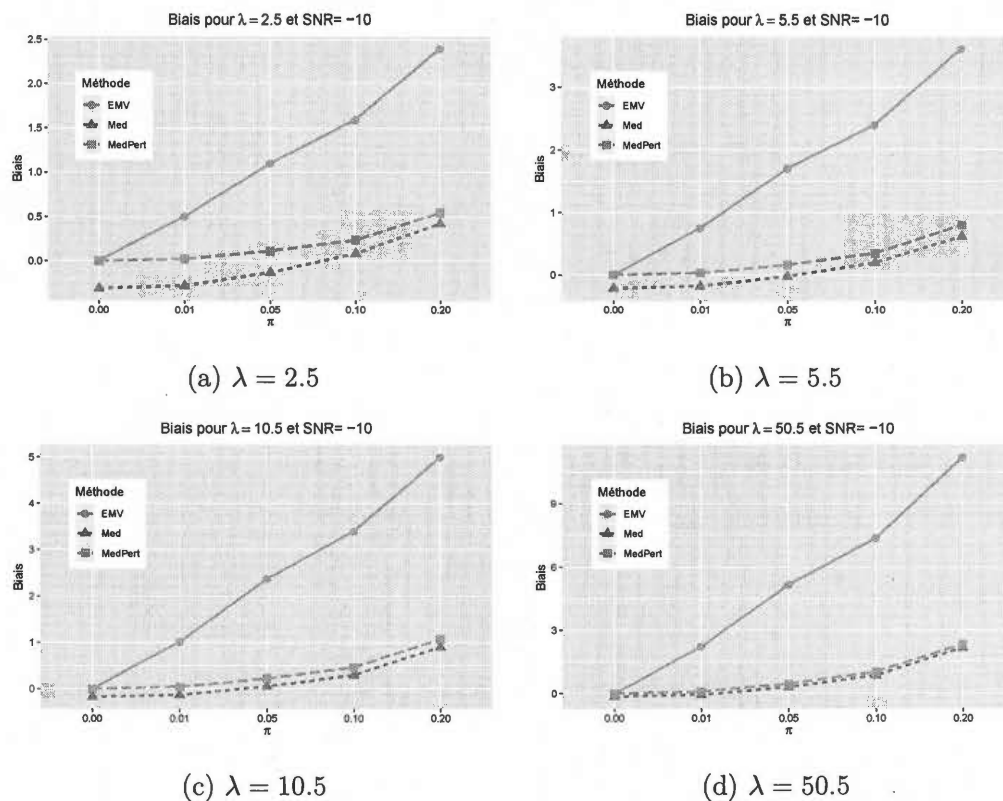 Biais pour λ = 2.5 et SNR= −10
2.5
2.0
1.5
1.0
0.5
0.0
Biais
Méthode
EMV
Med
MedPert
0.00 0.01 0.05 0.10 0.20
π
(a) λ = 2.5
Biais pour λ = 5.5 et SNR= −10
3
2
1
0
Biais
Méthode
EMV
Med
MedPert
0.00 0.01 0.05 0.10 0.20
π
(b) λ = 5.5
Biais pour λ = 10.5 et SNR= −10
5
4
3
2
1
0
Biais
Méthode
EMV
Med
MedPert
0.00 0.01 0.05 0.10 0.20
π
(c) λ = 10.5
Biais pour λ = 50.5 et SNR= −10
9
6
3
0
Biais
Méthode
EMV
Med
MedPert
0.00 0.01 0.05 0.10 0.20
π
(d) λ = 50.5